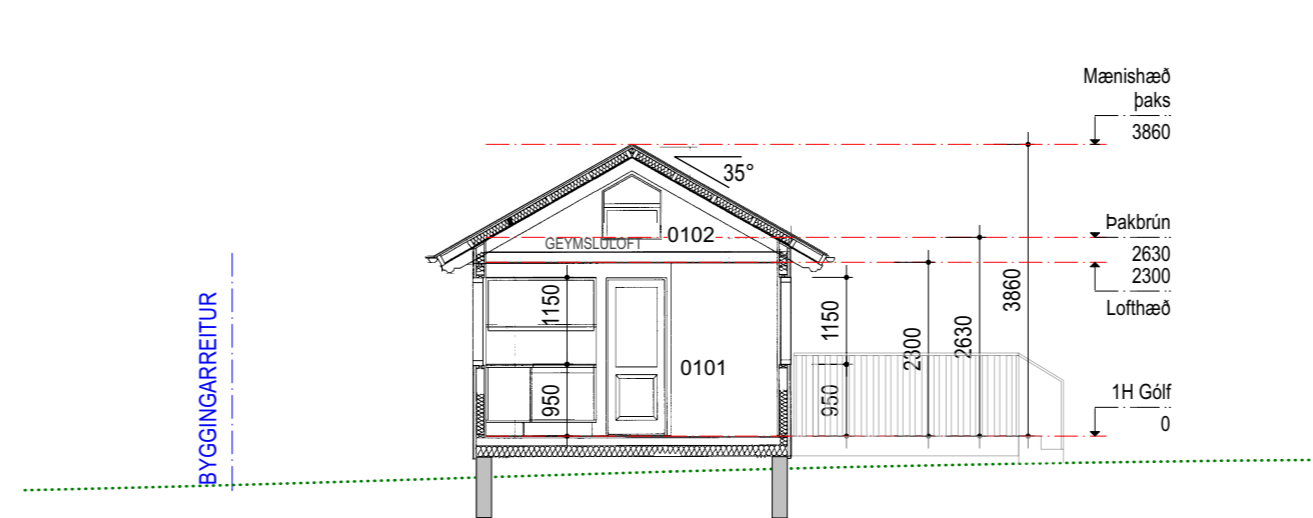 Mænishæð
þaks
3860
35°
Þakbrún
2630
2300
Lofthæð
GEYMSLULOFT
0102
1150
950
0101
1150
950
2300
2630
3860
1H Gólf
0
BYGGINGARREITUR